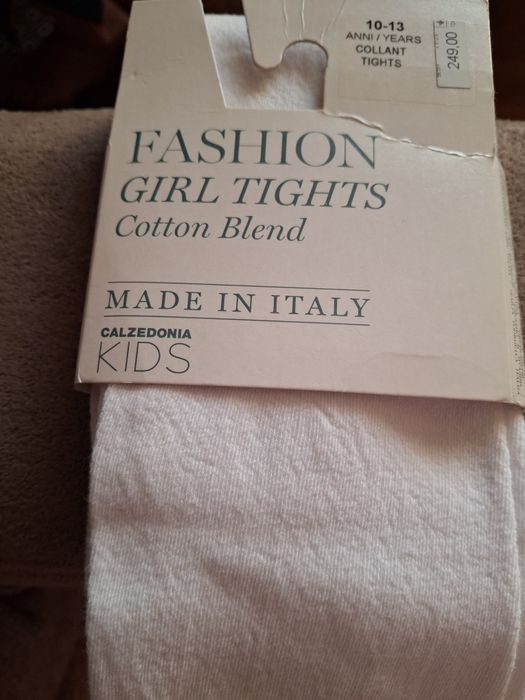 10-13
ANNI / YEARS
COLLANT
TIGHTS
249,00
FASHION
GIRL TIGHTS
Cotton Blend
MADE IN ITALY
CALZEDONIA
KIDS